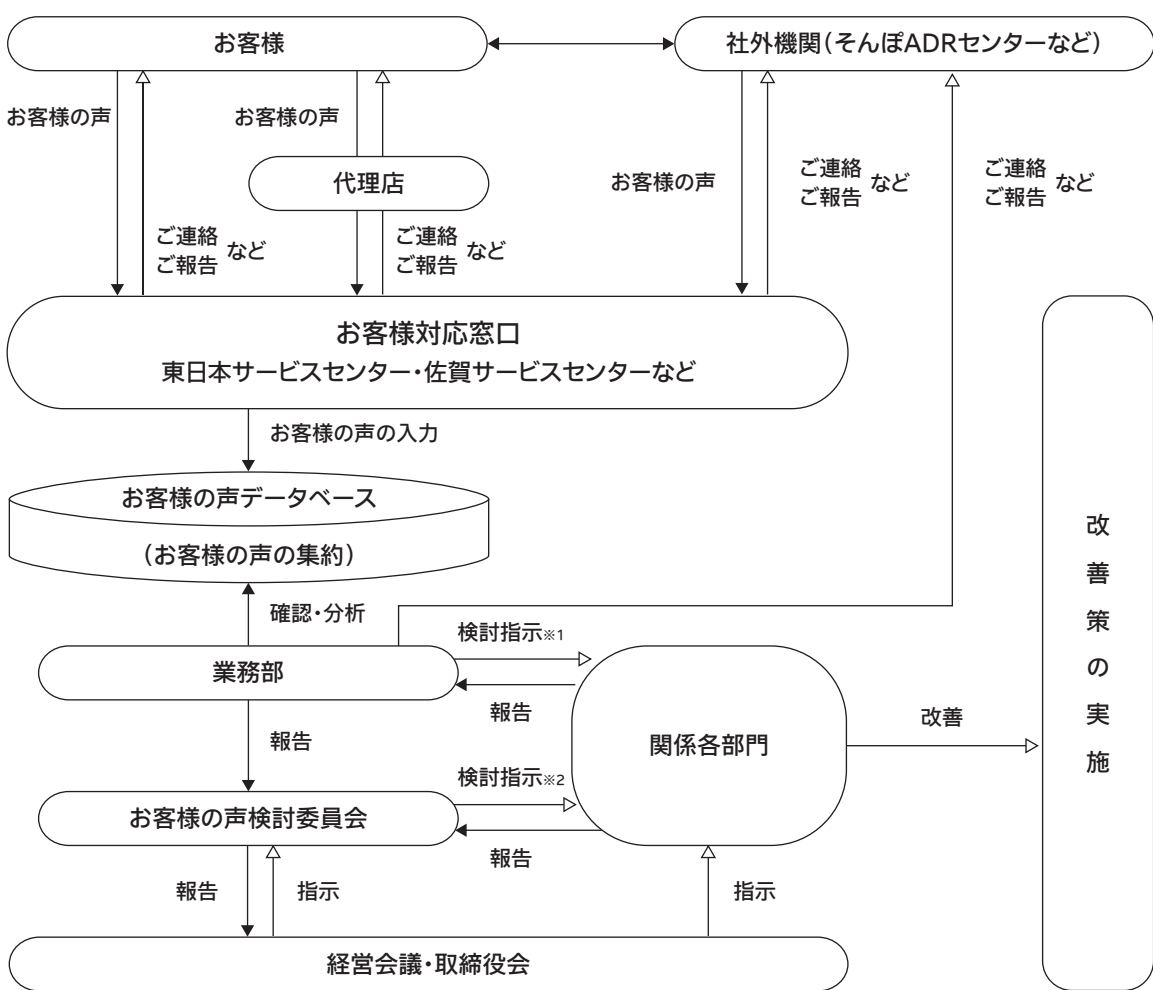 お客様
社外機関(そんぽADRセンターなど)
お客様の声
お客様の声
代理店
お客様の声
ご連絡
ご報告 など
ご連絡
ご報告 など
ご連絡
ご報告 など
ご連絡
ご報告 など
お客様対応窓口
東日本サービスセンター・佐賀サービスセンターなど
お客様の声の入力
お客様の声データベース
(お客様の声の集約)
確認・分析
業務部
検討指示※1
報告
関係各部門
改善
改善策の実施
報告
お客様の声検討委員会
検討指示※2
報告
報告
指示
指示
経営会議・取締役会